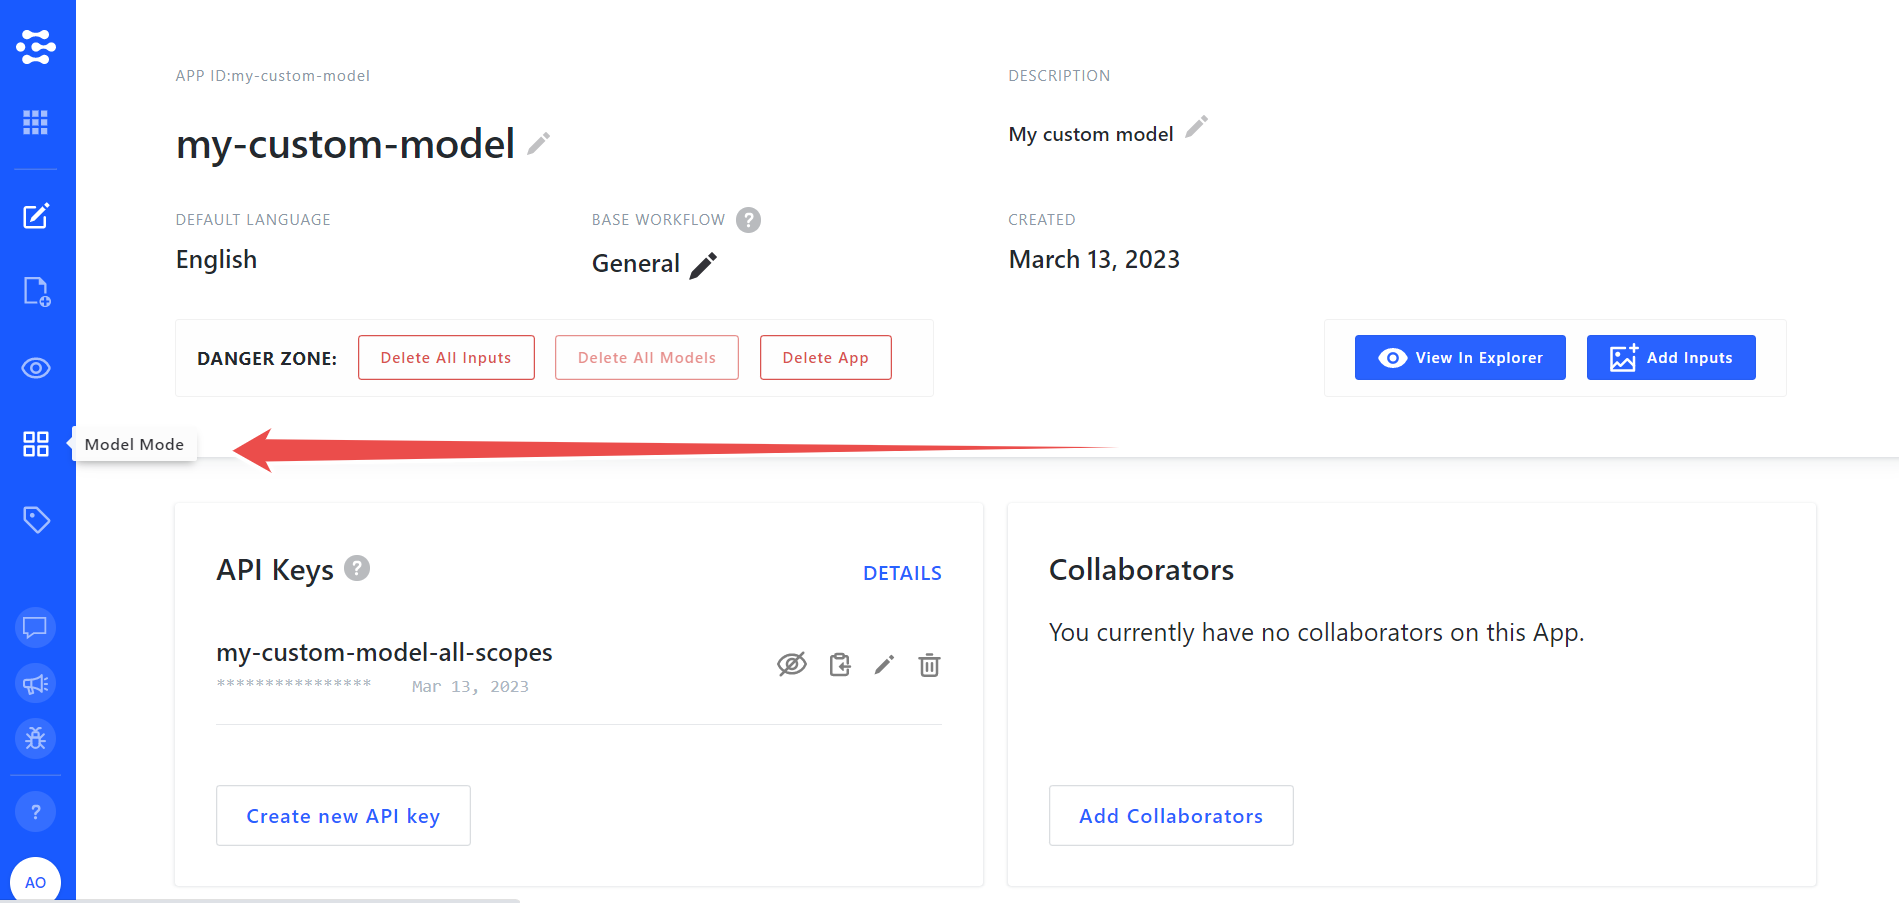 APP ID:my-custom-model
my-custom-model
DESCRIPTION
My custom model
DEFAULT LANGUAGE
English
BASE WORKFLOW ?
General
CREATED
March 13, 2023
DANGER ZONE:
Delete All Inputs
Delete All Models
Delete App
View In Explorer
Add Inputs
Model Mode
API Keys ?
DETAILS
my-custom-model-all-scopes
**************** Mar 13, 2023
Create new API key
Collaborators
You currently have no collaborators on this App.
Add Collaborators
?
AO